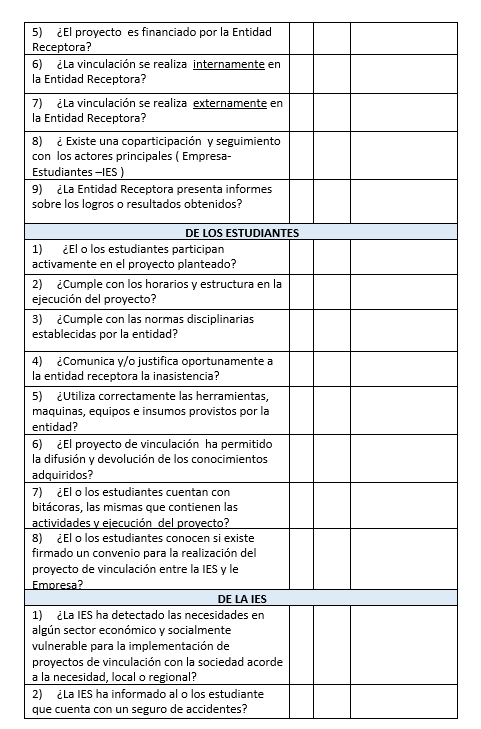 5) ¿El proyecto es financiado por la Entidad
Receptora?
6) ¿La vinculación se realiza internamente en
la Entidad Receptora?
7) ¿La vinculación se realiza externamente en
la Entidad Receptora?
8) ¿ Existe una coparticipación y seguimiento
con los actores principales ( Empresa-
Estudiantes –IES )
9) ¿La Entidad Receptora presenta informes
sobre los logros o resultados obtenidos?
DE LOS ESTUDIANTES
1) ¿El o los estudiantes participan
activamente en el proyecto planteado?
2) ¿Cumple con los horarios y estructura en la
ejecución del proyecto?
3) ¿Cumple con las normas disciplinarias
establecidas por la entidad?
4) ¿Comunica y/o justifica oportunamente a
la entidad receptora la inasistencia?
5) ¿Utiliza correctamente las herramientas,
maquinas, equipos e insumos provistos por la
entidad?
6) ¿El proyecto de vinculación ha permitido
la difusión y devolución de los conocimientos
adquiridos?
7) ¿El o los estudiantes cuentan con
bitácoras, las mismas que contienen las
actividades y ejecución del proyecto?
8) ¿El o los estudiantes conocen si existe
firmado un convenio para la realización del
proyecto de vinculación entre la IES y le
Empresa?
DE LA IES
1) ¿La IES ha detectado las necesidades en
algún sector económico y socialmente
vulnerable para la implementación de
proyectos de vinculación con la sociedad acorde
a la necesidad, local o regional?
2) ¿La IES ha informado al o los estudiante
que cuenta con un seguro de accidentes?